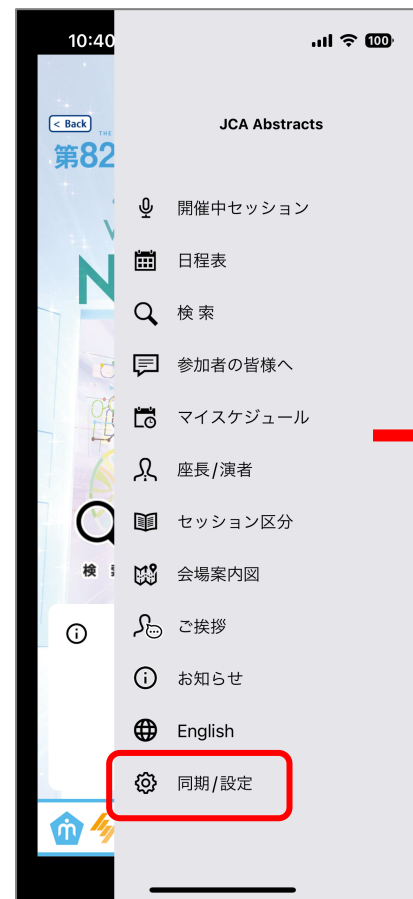 10:40
100
< Back
THE
第82
N
検
JCA Abstracts
開催中セッション
日程表
検 索
参加者の皆様へ
マイスケジュール
座長/演者
セッション区分
会場案内図
ご挨拶
お知らせ
English
同期/設定